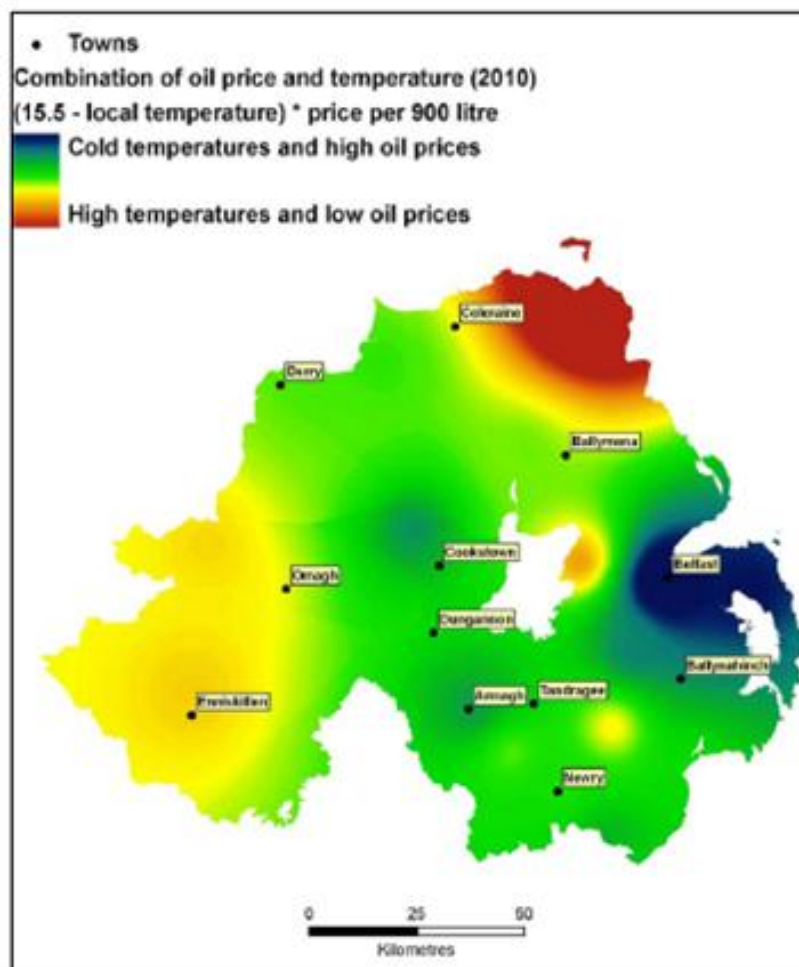 Towns
Combination of oil price and temperature (2010)
(15.5 - local temperature) * price per 900 litre
Cold temperatures and high oil prices
High temperatures and low oil prices
Coleraine
Derry
Ballymena
Cookstown
Belfast
Omagh
Dungannon
Ballynahinch
Enniskillen
Armagh
Tandragee
Newry
0 25 50
Kilometres